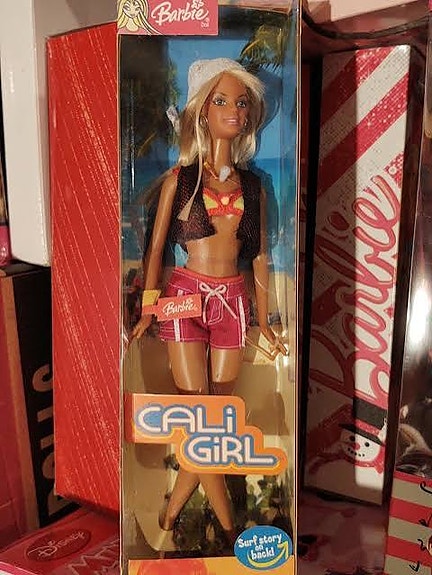 Barbie
Barbie
Barbie
CALi
GiRL
Surf story
on
back!
Disney